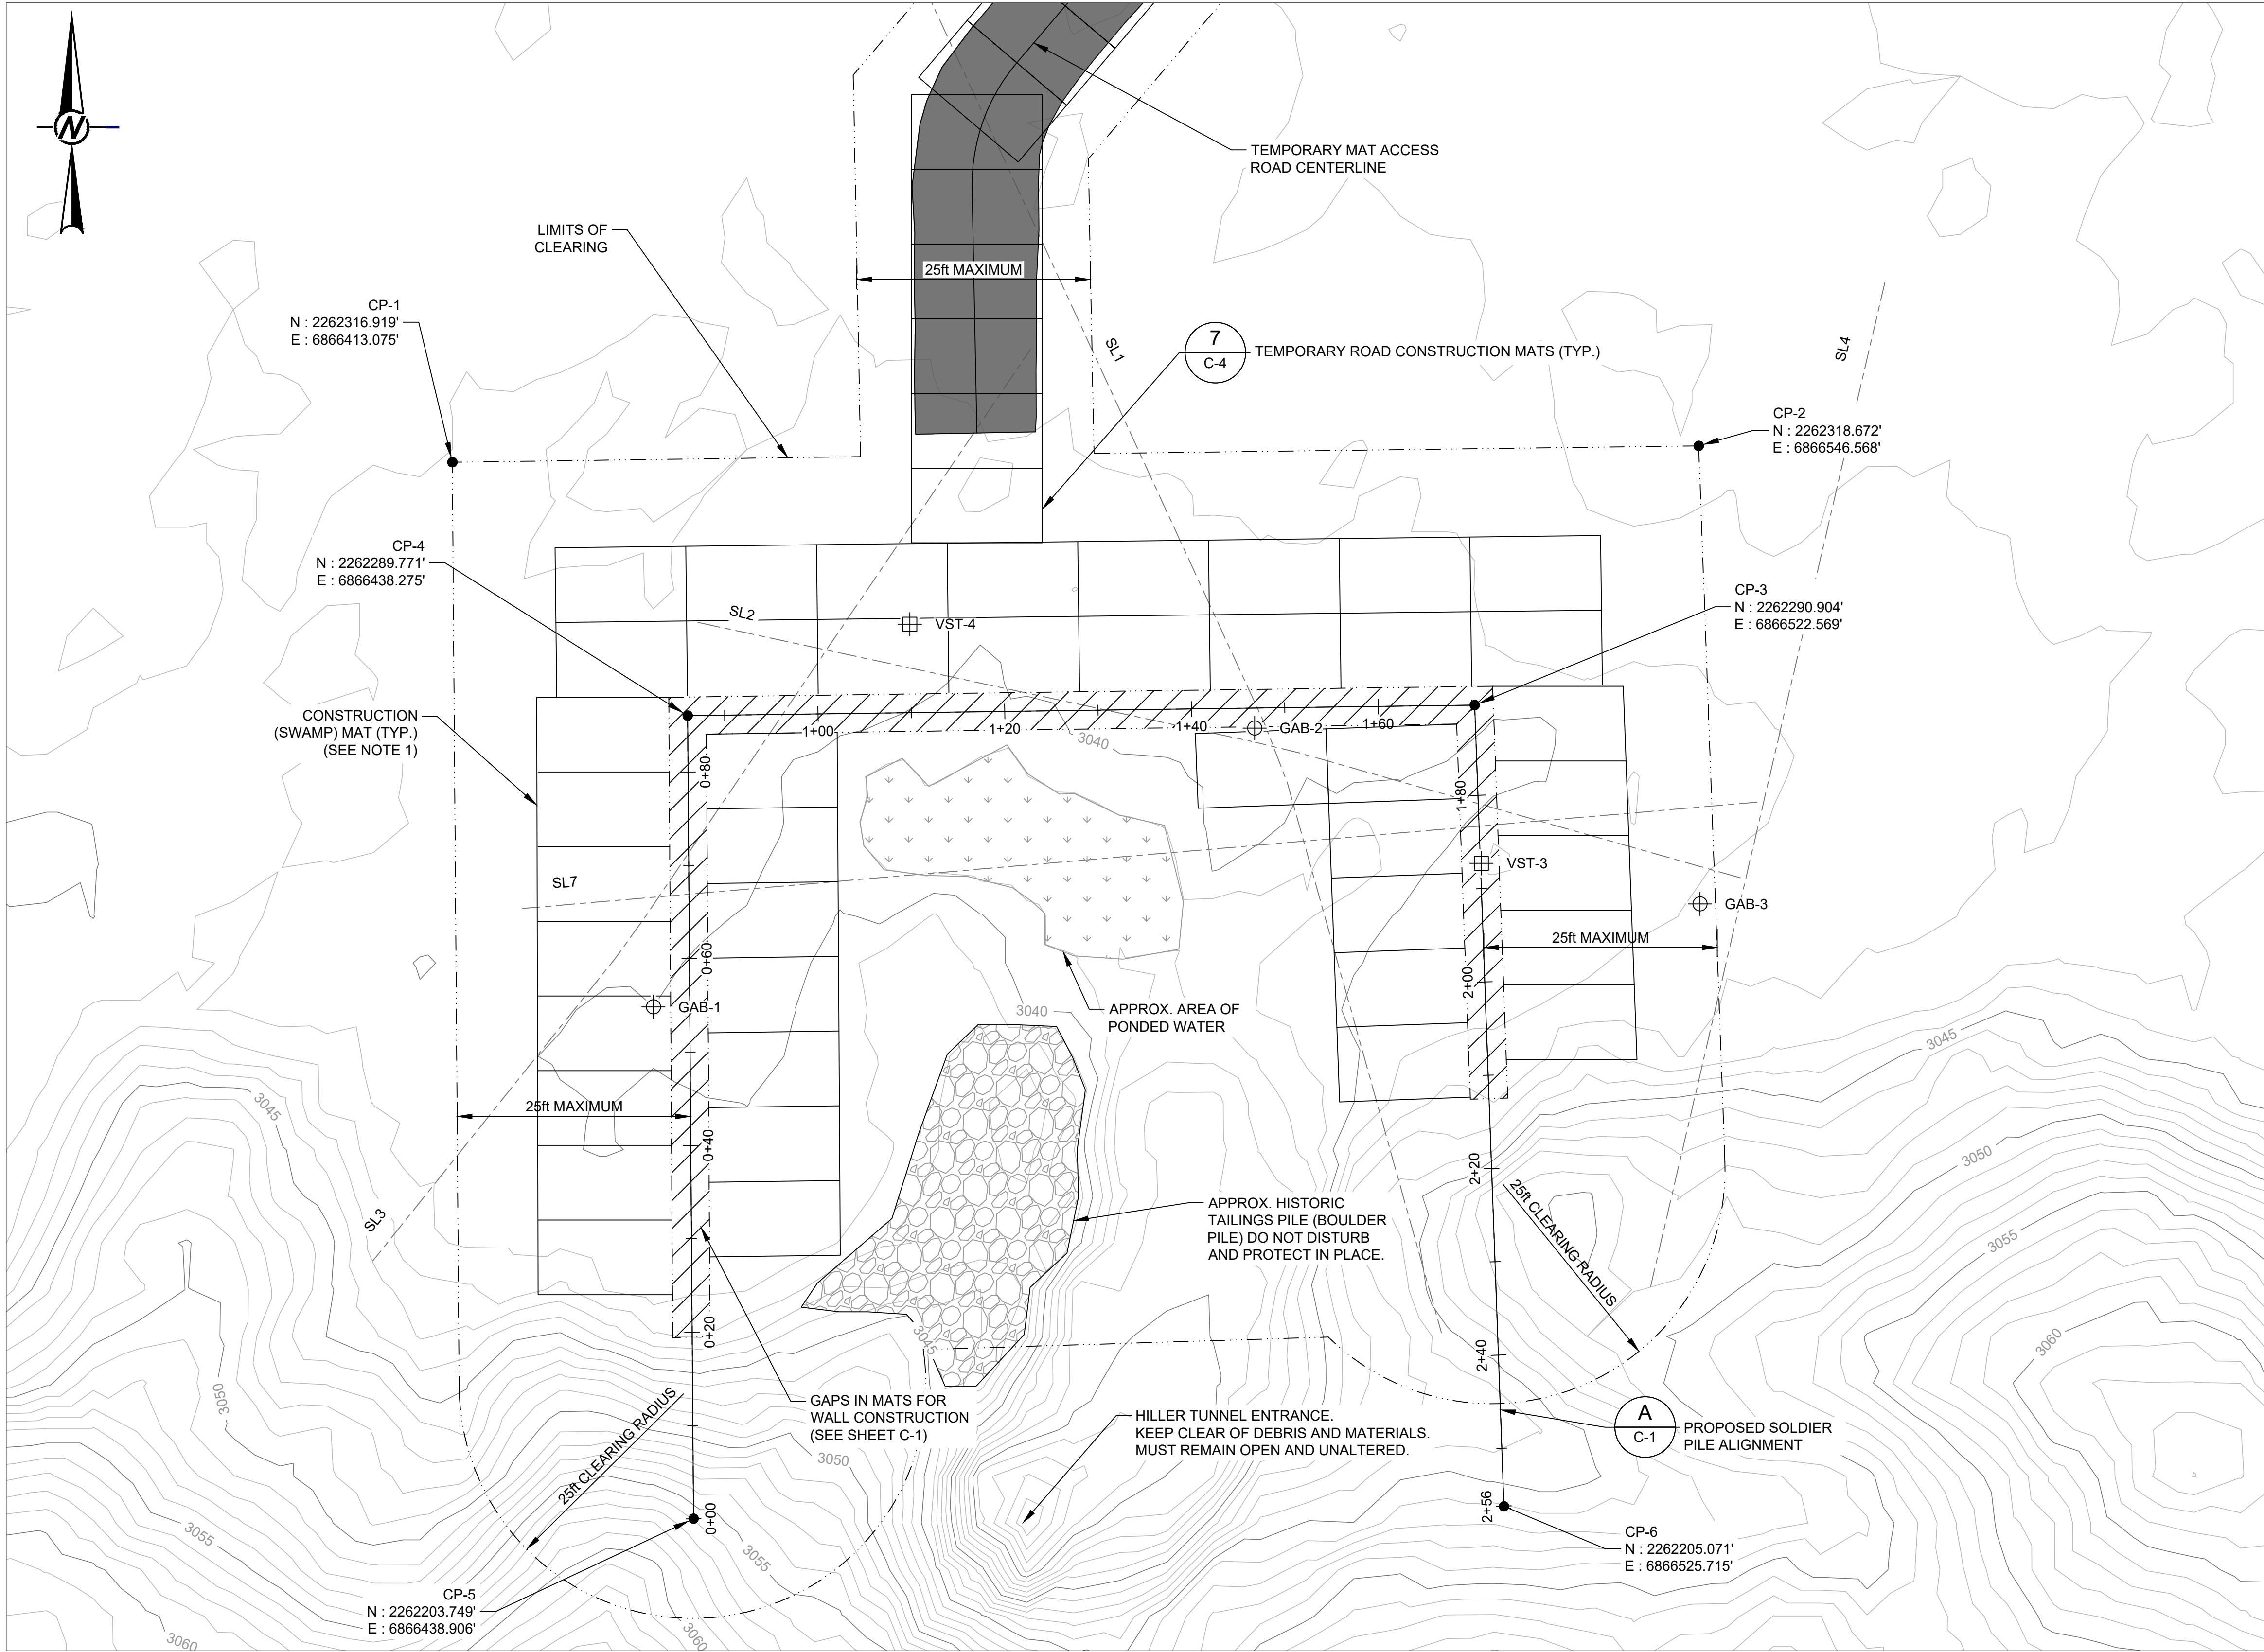 N
TEMPORARY MAT ACCESS
ROAD CENTERLINE
LIMITS OF
CLEARING
25ft MAXIMUM
CP-1
N : 2262316.919'
E : 6866413.075'
SL1
7
C-4
TEMPORARY ROAD CONSTRUCTION MATS (TYP.)
SL4
CP-2
N : 2262318.672'
E : 6866546.568'
CP-4
N : 2262289.771'
E : 6866438.275'
CP-3
N : 2262290.904'
E : 6866522.569'
SL2
VST-4
CONSTRUCTION
(SWAMP) MAT (TYP.)
(SEE NOTE 1)
1+00
1+20
1+40
1+60
GAB-2
3040
0+80
1+80
VST-3
SL7
GAB-3
25ft MAXIMUM
0+60
2+00
GAB-1
3040
APPROX. AREA OF
PONDED WATER
3045
3045
25ft MAXIMUM
0+40
2+20
3050
SL3
25ft CLEARING RADIUS
APPROX. HISTORIC
TAILINGS PILE (BOULDER
PILE) DO NOT DISTURB
AND PROTECT IN PLACE.
3055
0+20
3045
2+40
3060
3050
25ft CLEARING RADIUS
GAPS IN MATS FOR
WALL CONSTRUCTION
(SEE SHEET C-1)
3050
HILLER TUNNEL ENTRANCE.
KEEP CLEAR OF DEBRIS AND MATERIALS.
MUST REMAIN OPEN AND UNALTERED.
A
C-1
PROPOSED SOLDIER
PILE ALIGNMENT
0+00
2+56
3055
3055
CP-6
N : 2262205.071'
E : 6866525.715'
CP-5
N : 2262203.749'
E : 6866438.906'
3060
3060